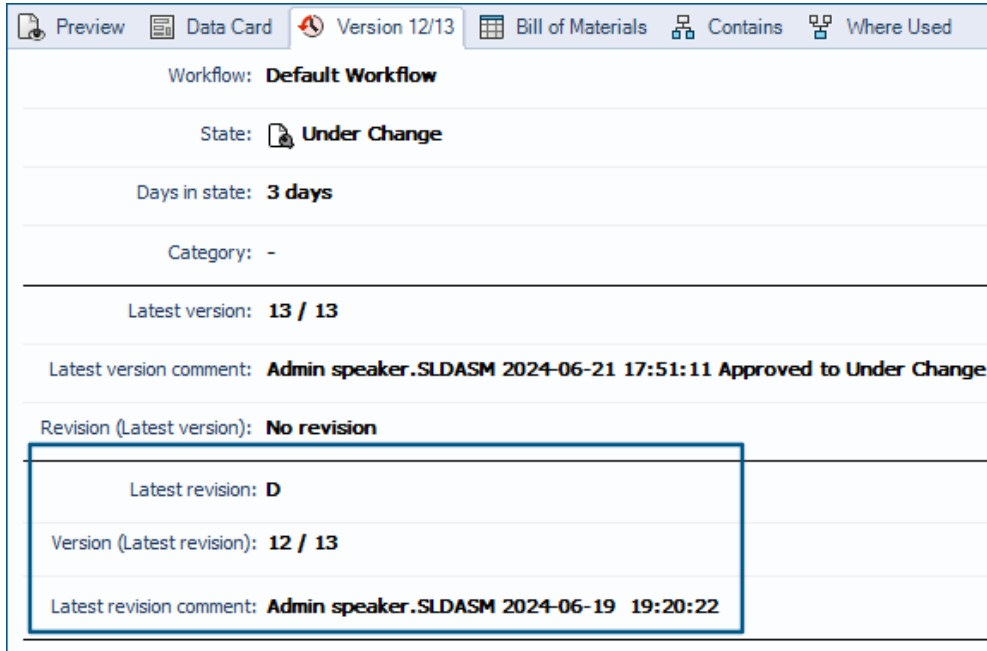 Preview Data Card Version 12/13 Bill of Materials Contains Where Used
Workflow: Default Workflow
State: Under Change
Days in state: 3 days
Category: -
Latest version: 13 / 13
Latest version comment: Admin speaker.SLDASM 2024-06-21 17:51:11 Approved to Under Change
Revision (Latest version): No revision
Latest revision: D
Version (Latest revision): 12 / 13
Latest revision comment: Admin speaker.SLDASM 2024-06-19 19:20:22